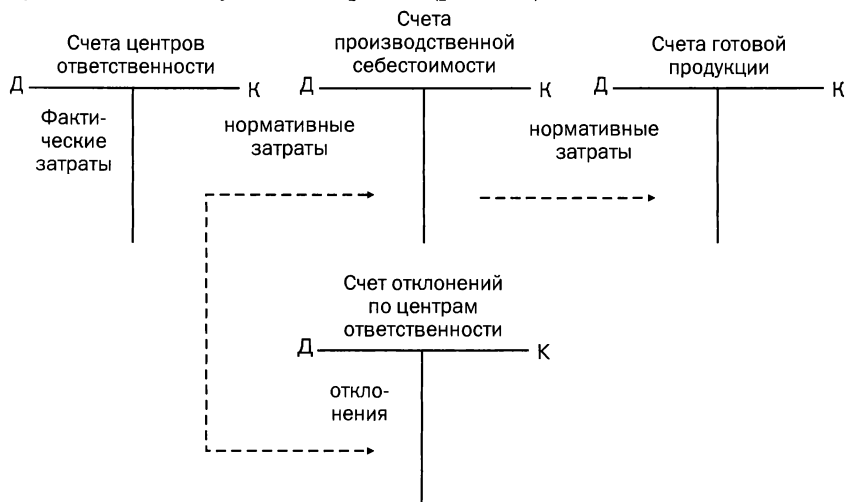 Счета центров
ответственности
Д
К
Факти-
ческие
затраты
Счета
производственной
себестоимости
Д
К
нормативные
затраты
Счета готовой
продукции
Д
К
нормативные
затраты
Счет отклонений
по центрам
ответственности
Д
К
откло-
нения